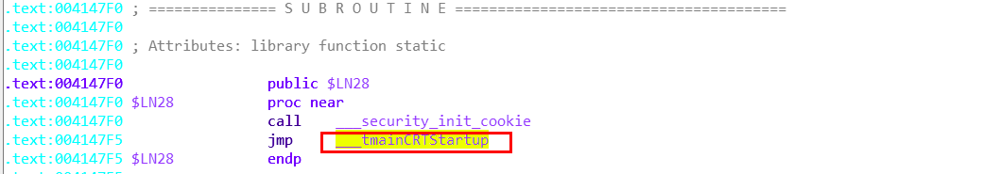 .text:004147F0 ; =============== S U B R O U T I N E =======================================
.text:004147F0
.text:004147F0 ; Attributes: library function static
.text:004147F0
.text:004147F0 public $LN28
.text:004147F0 $LN28 proc near
.text:004147F0 call ___security_init_cookie
.text:004147F5 jmp ___tmainCRTStartup
.text:004147F5 $LN28 endp